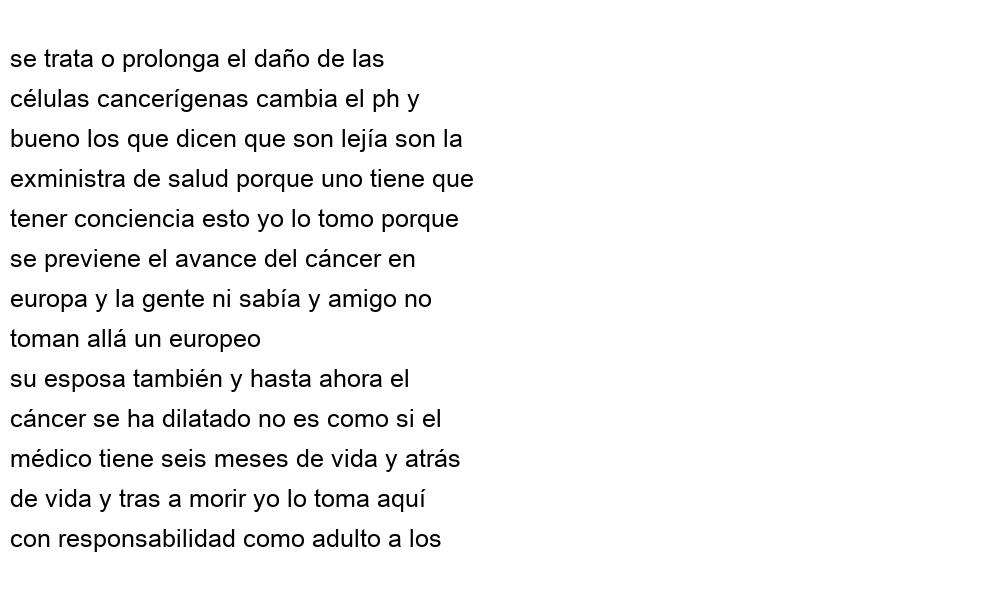 se trata o prolonga el daño de las
células cancerígenas cambia el ph y
bueno los que dicen que son lejía son la
exministra de salud porque uno tiene que
tener conciencia esto yo lo tomo porque
se previene el avance del cáncer en
europa y la gente ni sabía y amigo no
toman allá un europeo
su esposa también y hasta ahora el
cáncer se ha dilatado no es como si el
médico tiene seis meses de vida y atrás
de vida y tras a morir yo lo toma aquí
con responsabilidad como adulto a los